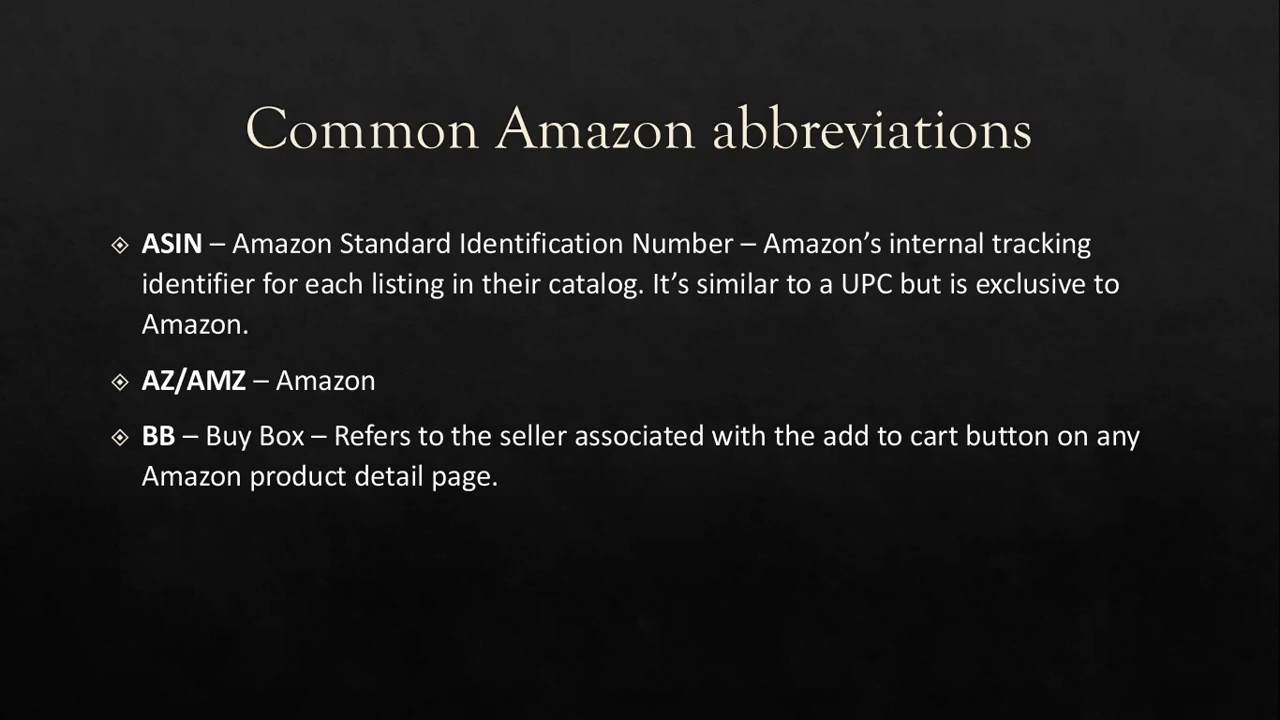 Common Amazon abbreviations
ASIN – Amazon Standard Identification Number – Amazon’s internal tracking
identifier for each listing in their catalog. It’s similar to a UPC but is exclusive to
Amazon.
AZ/AMZ – Amazon
BB – Buy Box – Refers to the seller associated with the add to cart button on any
Amazon product detail page.